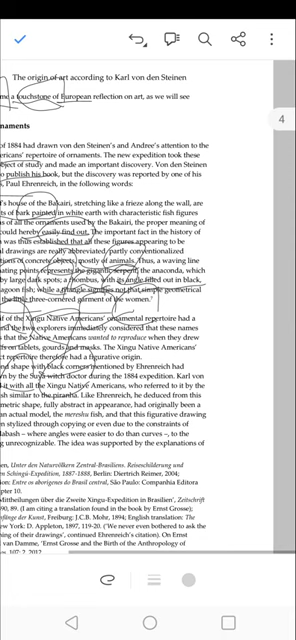 The origin of art according to Karl von den Steinen
me a touchstone of European reflection on art, as we will see
naments
of 1884 had drawn von den Steinen's and Andree's attention to the
ericans' repertoire of ornaments. The new expedition took these
object of study and made an important discovery. Von den Steinen
to publish his book, but the discovery was reported by one of his
s, Paul Ehrenreich, in the following words:
f's house of the Bakairi, stretching like a frieze along the wall, are
ts of bark painted in white earth with characteristic fish figures
ns of all the ornaments used by the Bakairi, the proper meaning of
could hereby easily find out. The important fact in the history of
n was thus established that all these figures appearing to be
al drawings are really abbreviated, partly conventionalized
tions of concrete objects, mostly of animals. Thus, a waving line
nating points represents the gigantic serpent, the anaconda, which
by large dark spots; a rhombus, with its angle filled out in black,
lagoon fish; while a triangle signifies not that simple geometrical
the little three-cornered garment of the women.7
if of the Xingu Native Americans' ornamental repertoire had a
nd the two explorers immediately considered that these names
s that the Native Americans wanted to reproduce when they drew
ds on tablets, gourds and masks. The Xingu Native Americans'
ct repertoire therefore had a figurative origin.
nd shape with black corners mentioned by Ehrenreich had
wn by the Suya witch doctor during the 1884 expedition. Karl von
it with all the Xingu Native Americans, who referred to it by the
sh similar to the piranha. Like Ehrenreich, he deduced from this
metric shape, fully abstract in appearance, had originally been a
an actual model, the mereshu fish, and that this figurative drawing
n stylized through copying or even due to the constraints of
labash – where angles were easier to do than curves –, to the
g unrecognizable. The idea was supported by the explanations of
en, Unter den Naturvölkern Zentral-Brasiliens. Reiseschilderung und
n Schingú-Expedition, 1887-1888, Berlin: Diertrich Reimer, 2004;
ion: Entre os aborígenes do Brasil central, São Paulo: Companhia Editora
pter 10.
Mittheilungen über die Zweite Xingu-Expedition in Brasilien', Zeitschrift
90, 89. (I am citing a translation found in the book by Ernst Grosse;
nfänge der Kunst, Freiburg: J.C.B. Mohr, 1894; English translation: The
ew York: D. Appleton, 1897, 119-20. ('We never even bothered to ask the
ning of their drawings', continued Ehrenreich's citation). On Ernst
van Damme, 'Ernst Grosse and the Birth of the Anthropology of
4